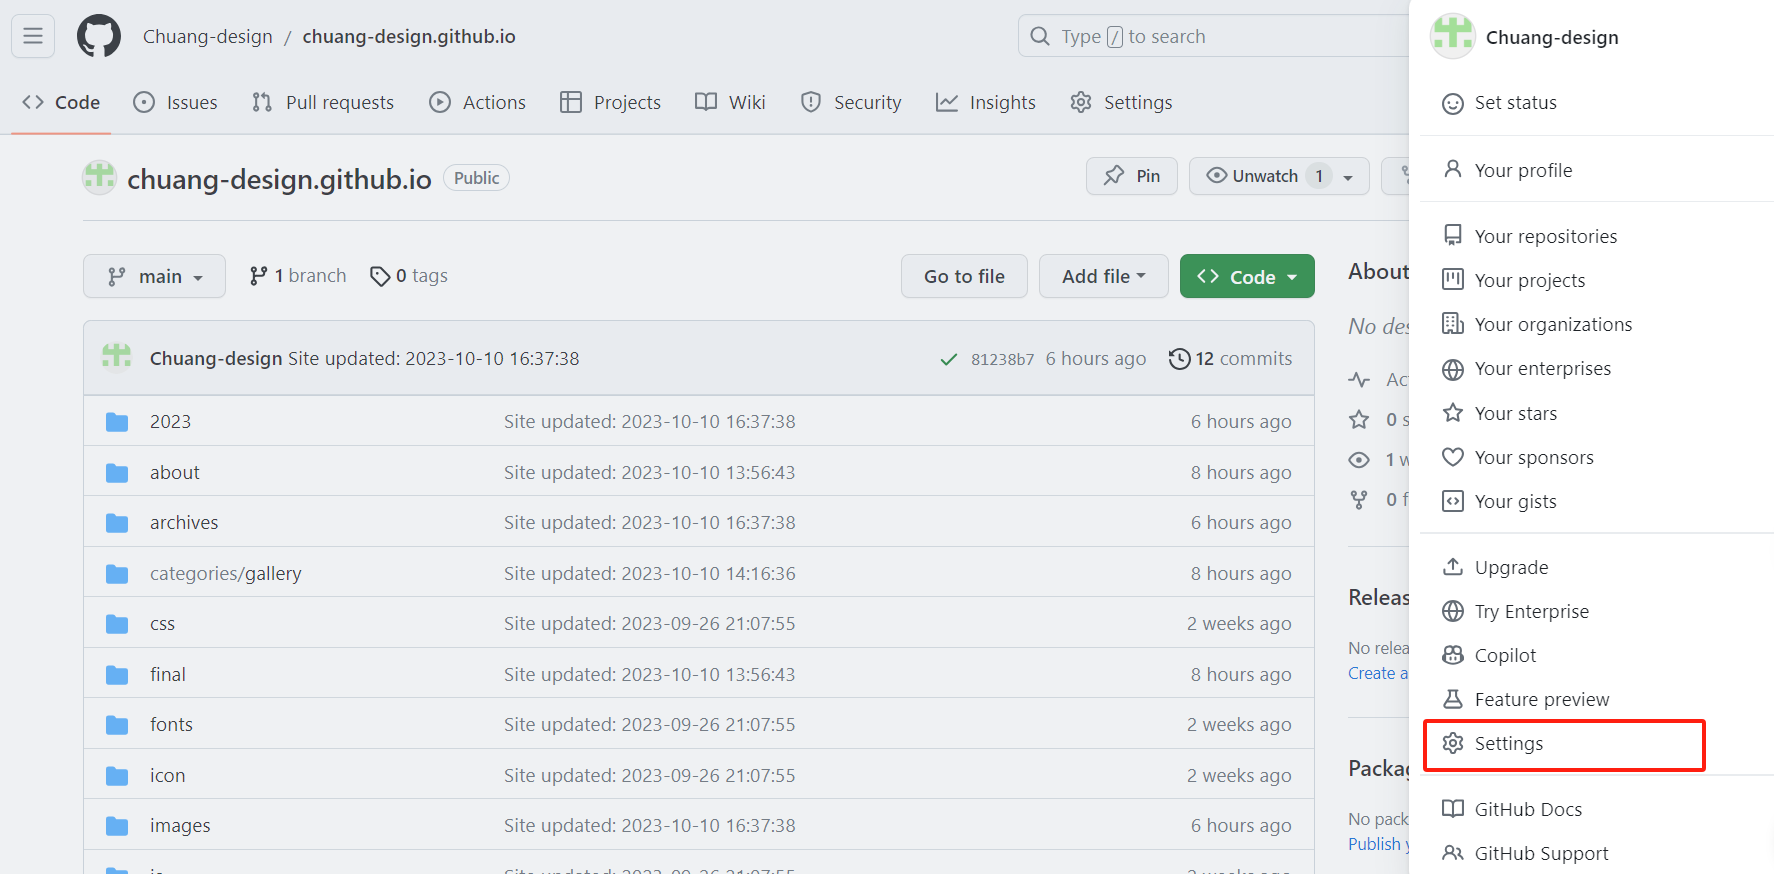 Chuang-design / chuang-design.github.io
Type / to search
Code Issues Pull requests Actions Projects Wiki Security Insights Settings
chuang-design.github.io Public
Pin Unwatch 1
main 1 branch 0 tags
Go to file Add file Code
Chuang-design Site updated: 2023-10-10 16:37:38 81238b7 6 hours ago 12 commits
2023 Site updated: 2023-10-10 16:37:38 6 hours ago
about Site updated: 2023-10-10 13:56:43 8 hours ago
archives Site updated: 2023-10-10 16:37:38 6 hours ago
categories/gallery Site updated: 2023-10-10 14:16:36 8 hours ago
css Site updated: 2023-09-26 21:07:55 2 weeks ago
final Site updated: 2023-10-10 13:56:43 8 hours ago
fonts Site updated: 2023-09-26 21:07:55 2 weeks ago
icon Site updated: 2023-09-26 21:07:55 2 weeks ago
images Site updated: 2023-10-10 16:37:38 6 hours ago
About
No des
Ac
0 s
1 w
0 f
Releas
No relea
Create a
Packag
No pack
Publish y
Chuang-design
Set status
Your profile
Your repositories
Your projects
Your organizations
Your enterprises
Your stars
Your sponsors
Your gists
Upgrade
Try Enterprise
Copilot
Feature preview
Settings
GitHub Docs
GitHub Support